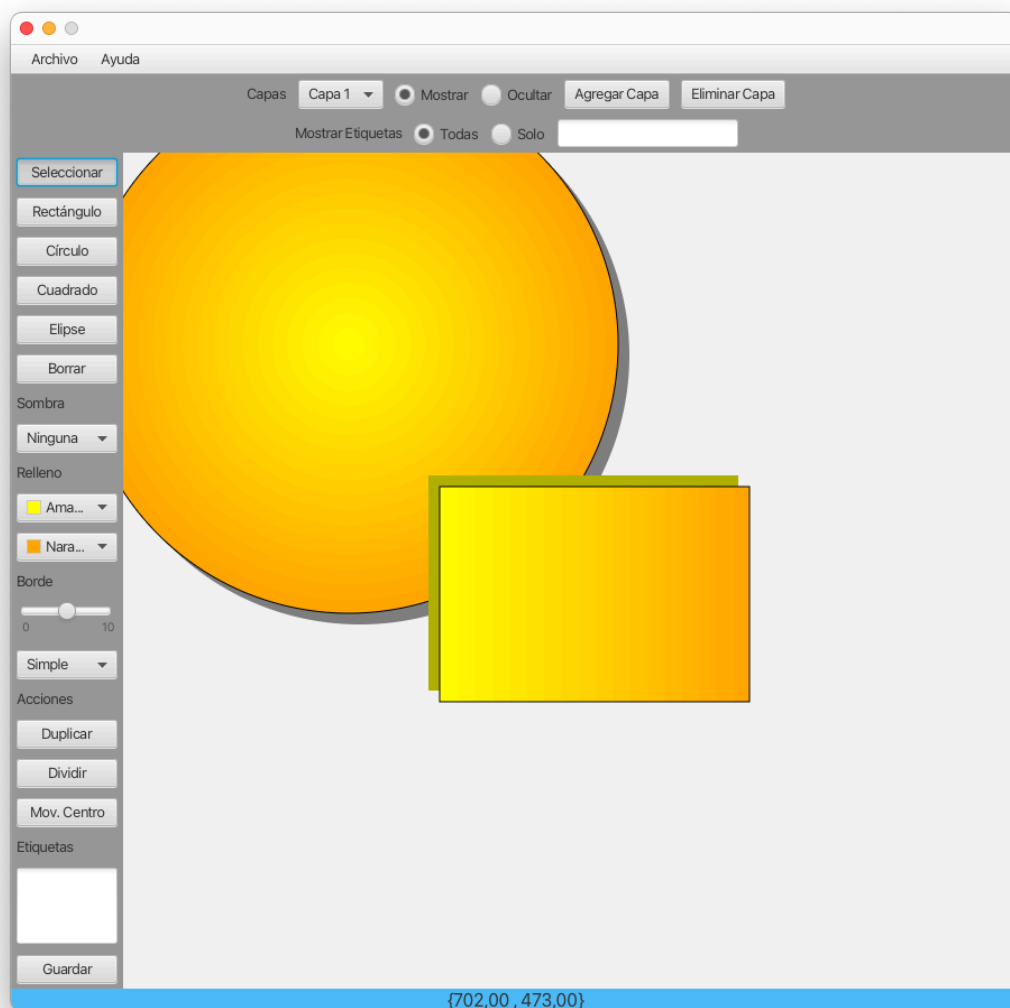 Archivo Ayuda
Capas Capa 1 Mostrar Ocultar Agregar Capa Eliminar Capa
Mostrar Etiquetas Todas Solo
Seleccionar
Rectángulo
Círculo
Cuadrado
Elipse
Borrar
Sombra
Ninguna
Relleno
Ama...
Nara...
Borde
0 10
Simple
Acciones
Duplicar
Dividir
Mov. Centro
Etiquetas
Guardar
{702,00 , 473,00}